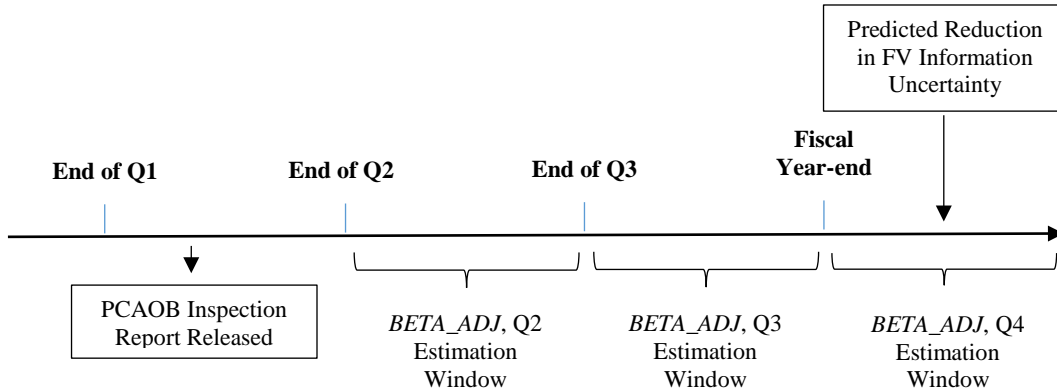 Predicted Reduction
in FV Information
Uncertainty
End of Q1
End of Q2
End of Q3
Fiscal
Year-end
PCAOB Inspection
Report Released
BETA_ADJ, Q2
Estimation
Window
BETA_ADJ, Q3
Estimation
Window
BETA_ADJ, Q4
Estimation
Window